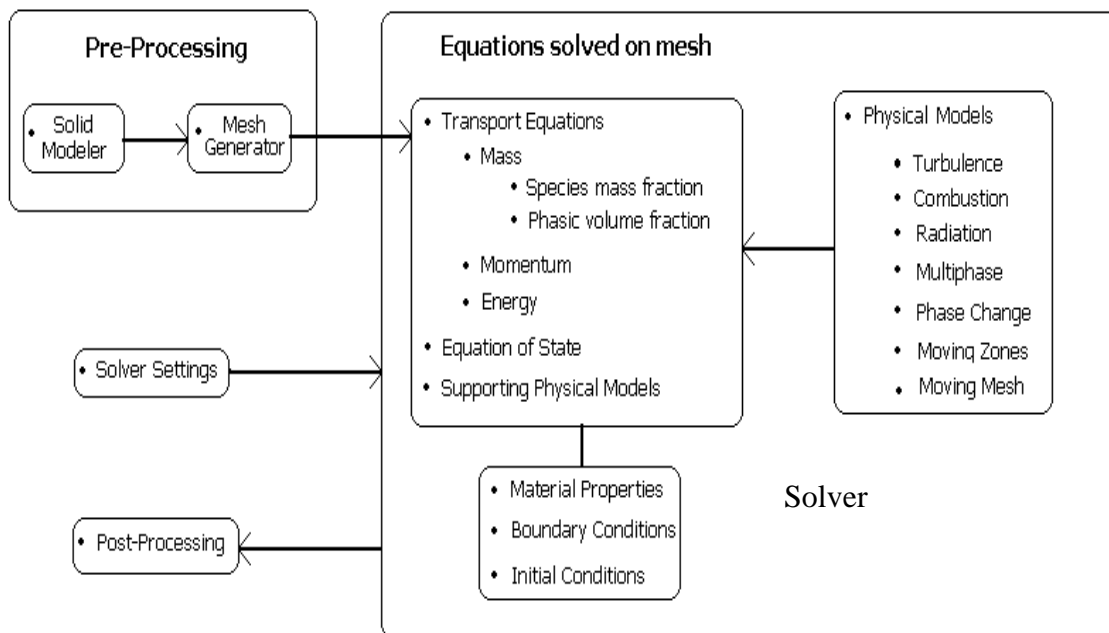 Pre-Processing
• Solid
Modeler
• Mesh
Generator
Equations solved on mesh
• Transport Equations
• Mass
• Species mass fraction
• Phasic volume fraction
• Momentum
• Energy
• Equation of State
• Supporting Physical Models
• Physical Models
• Turbulence
• Combustion
• Radiation
• Multiphase
• Phase Change
• Moving Zones
• Moving Mesh
• Solver Settings
• Post-Processing
• Material Properties
• Boundary Conditions
• Initial Conditions
Solver